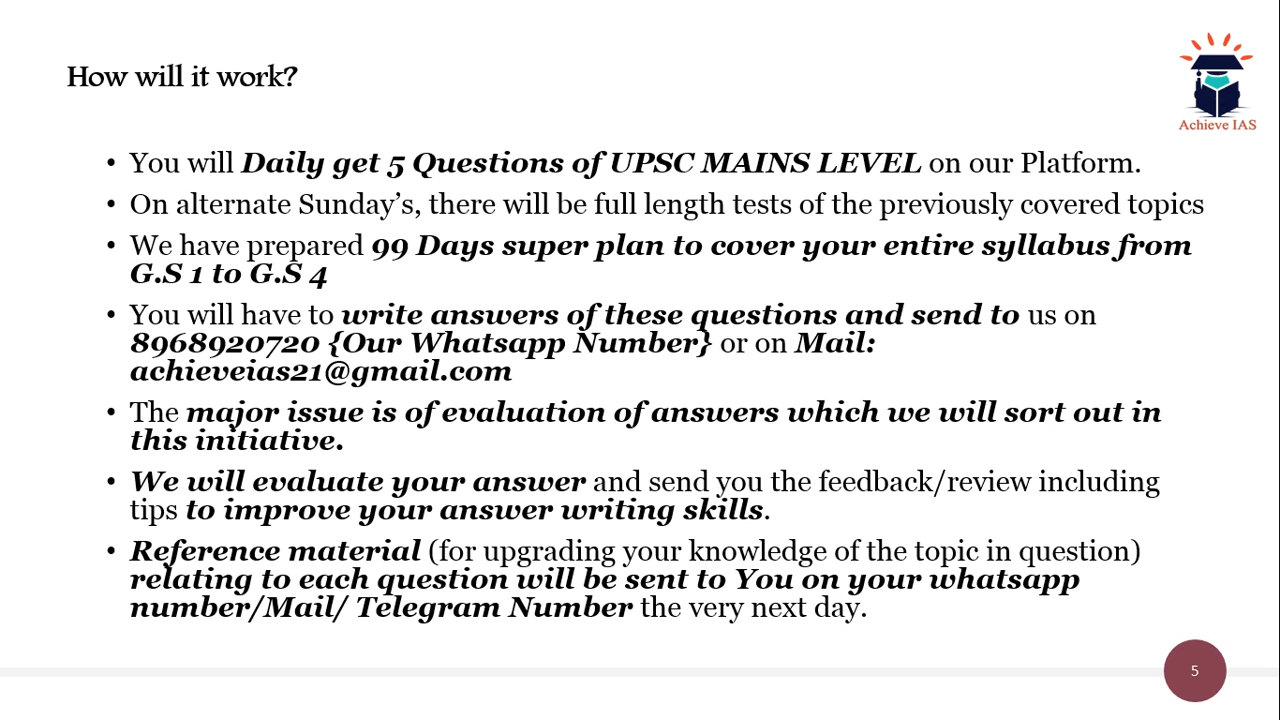 How will it work?
Achieve IAS
• You will Daily get 5 Questions of UPSC MAINS LEVEL on our Platform.
• On alternate Sunday’s, there will be full length tests of the previously covered topics
• We have prepared 99 Days super plan to cover your entire syllabus from
G.S 1 to G.S 4
• You will have to write answers of these questions and send to us on
8968920720 {Our Whatsapp Number} or on Mail:
achieveias21@gmail.com
• The major issue is of evaluation of answers which we will sort out in
this initiative.
• We will evaluate your answer and send you the feedback/review including
tips to improve your answer writing skills.
• Reference material (for upgrading your knowledge of the topic in question)
relating to each question will be sent to You on your whatsapp
number/Mail/ Telegram Number the very next day.
5